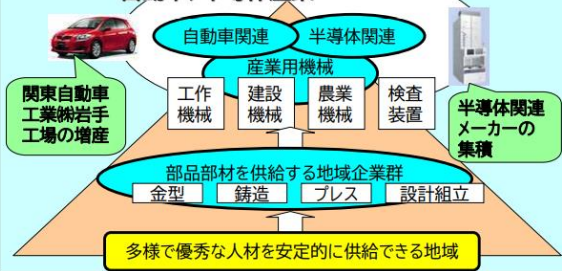 自動車関連
半導体関連
産業用機械
関東自動車
工業㈱岩手
工場の増産
工作
機械
建設
機械
農業
機械
検査
装置
半導体関連
メーカーの
集積
部品部材を供給する地域企業群
金型
鋳造
プレス
設計組立
多様で優秀な人材を安定的に供給できる地域